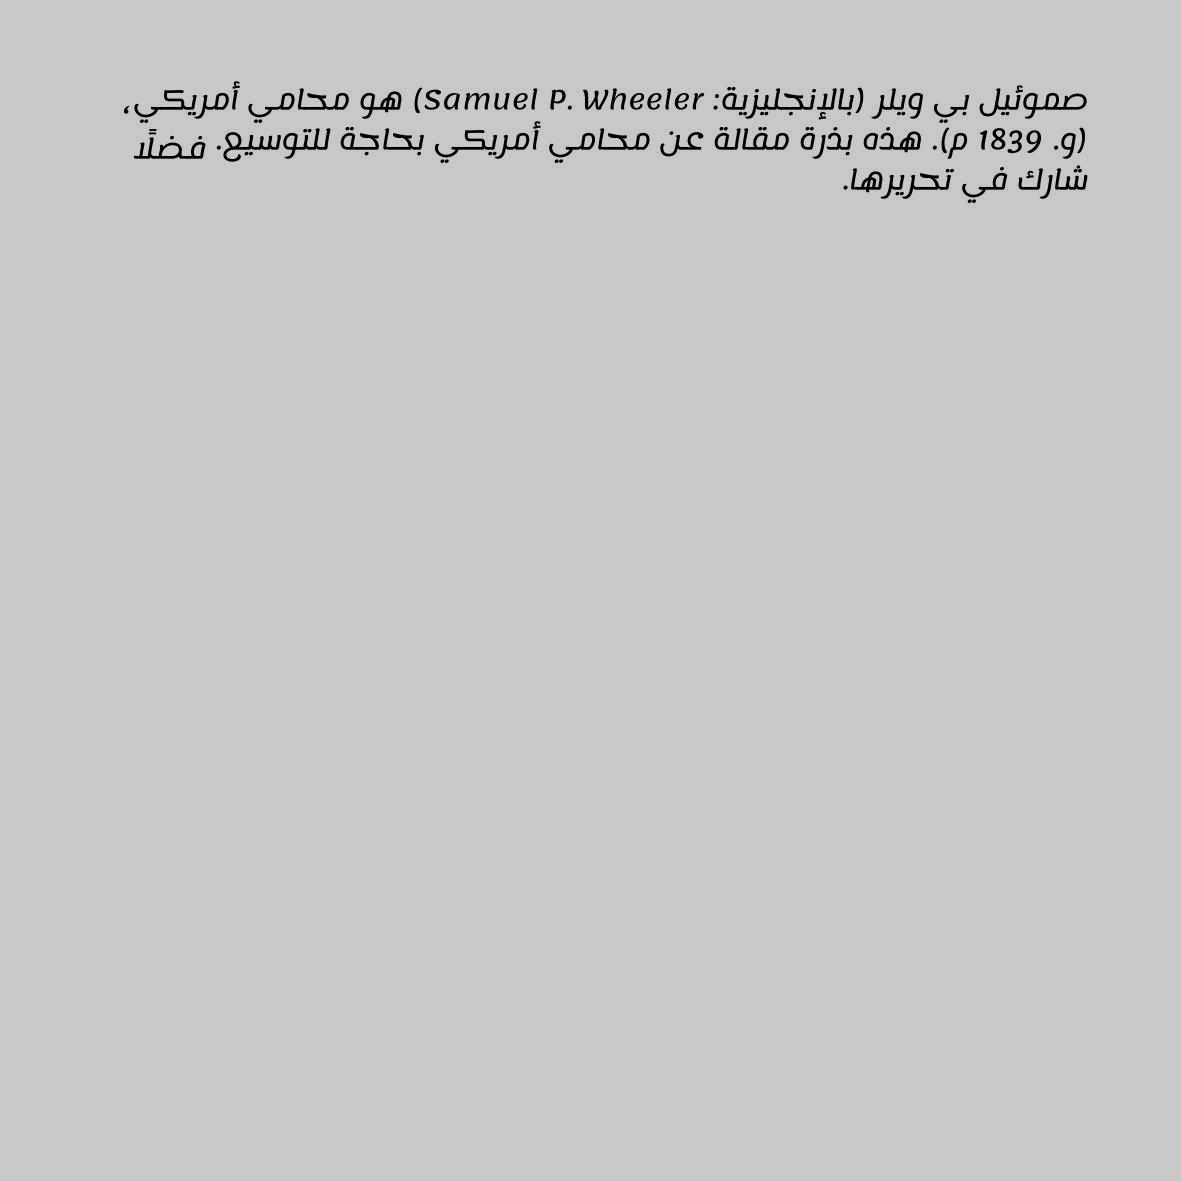 صموئيل بي ويلر (بالإنجليزية: Samuel P. Wheeler) هو محامي أمريكي،
(و. 1839 م). هذه بذرة مقالة عن محامي أمريكي بحاجة للتوسيع. فضلًا
شارك في تحريرها.